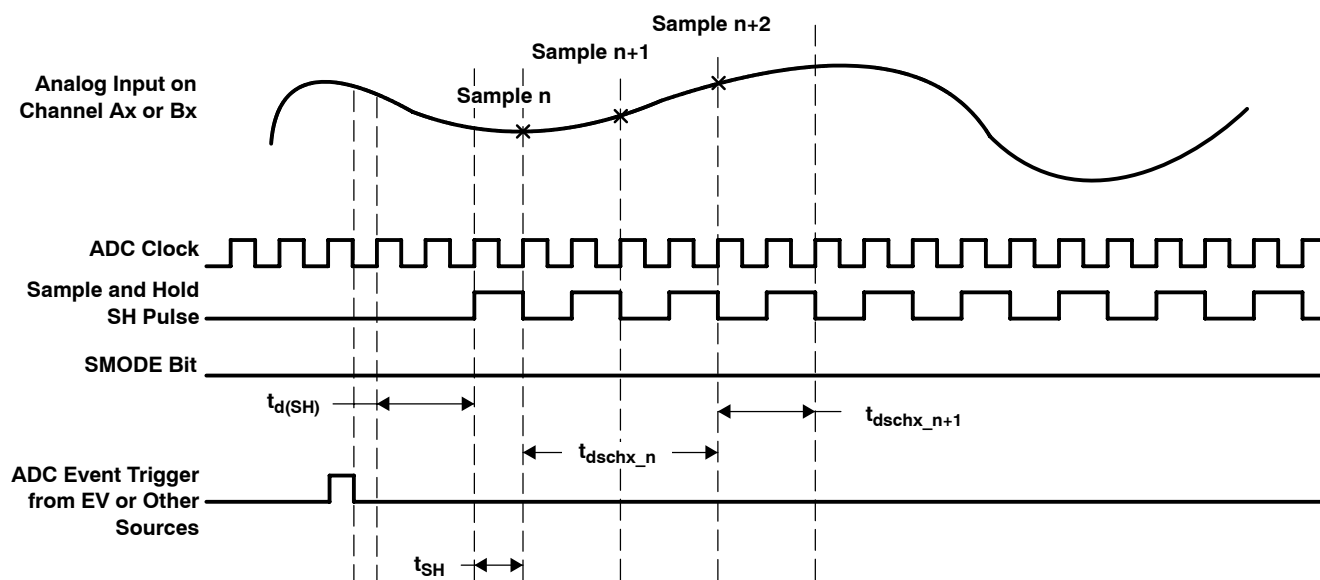 Sample n+2
Sample n+1
Analog Input on
Channel Ax or Bx
Sample n
ADC Clock
Sample and Hold
SH Pulse
SMODE Bit
td(SH)
tdschx_n+1
tdschx_n
ADC Event Trigger
from EV or Other
Sources
tSH